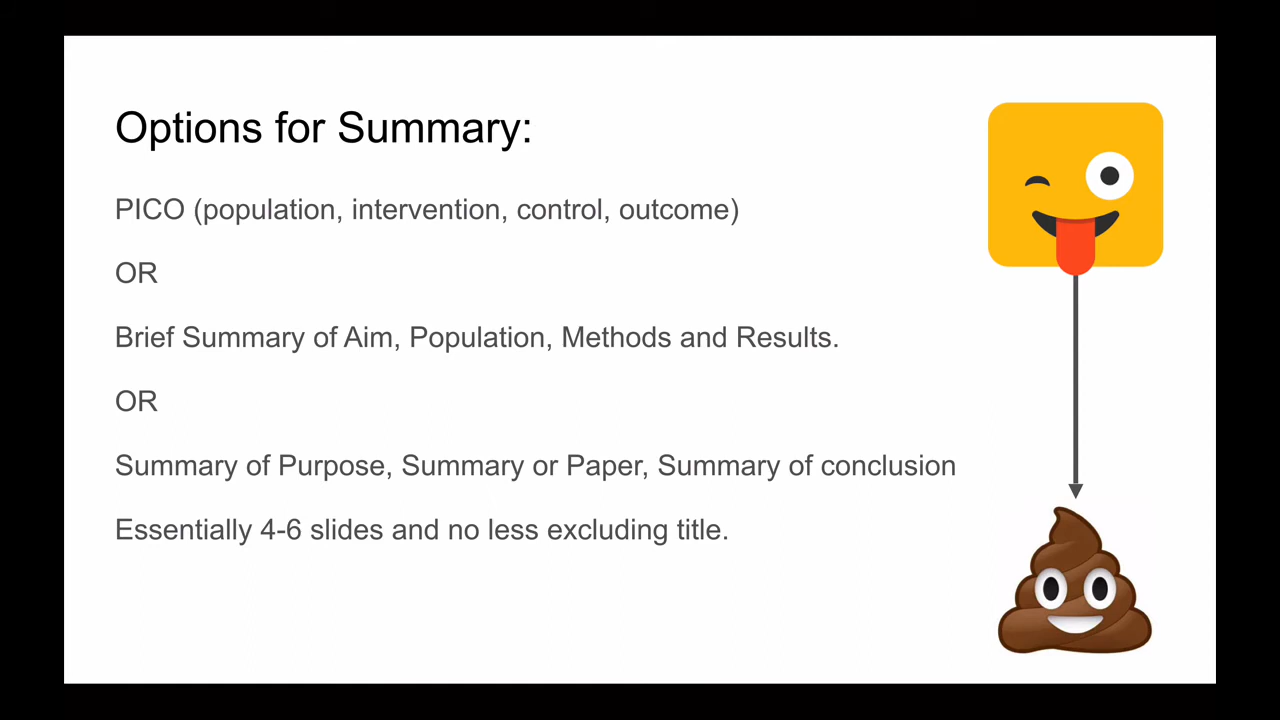 Options for Summary:
PICO (population, intervention, control, outcome)
OR
Brief Summary of Aim, Population, Methods and Results.
OR
Summary of Purpose, Summary or Paper, Summary of conclusion
Essentially 4-6 slides and no less excluding title.